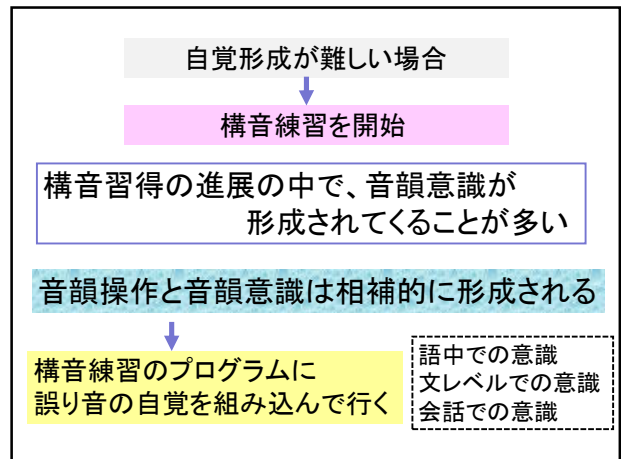 自覚形成が難しい場合
構音練習を開始
構音習得の進展の中で、音韻意識が
形成されてくることが多い
音韻操作と音韻意識は相補的に形成される
構音練習のプログラムに
誤り音の自覚を組み込んで行く
語中での意識
文レベルでの意識
会話での意識